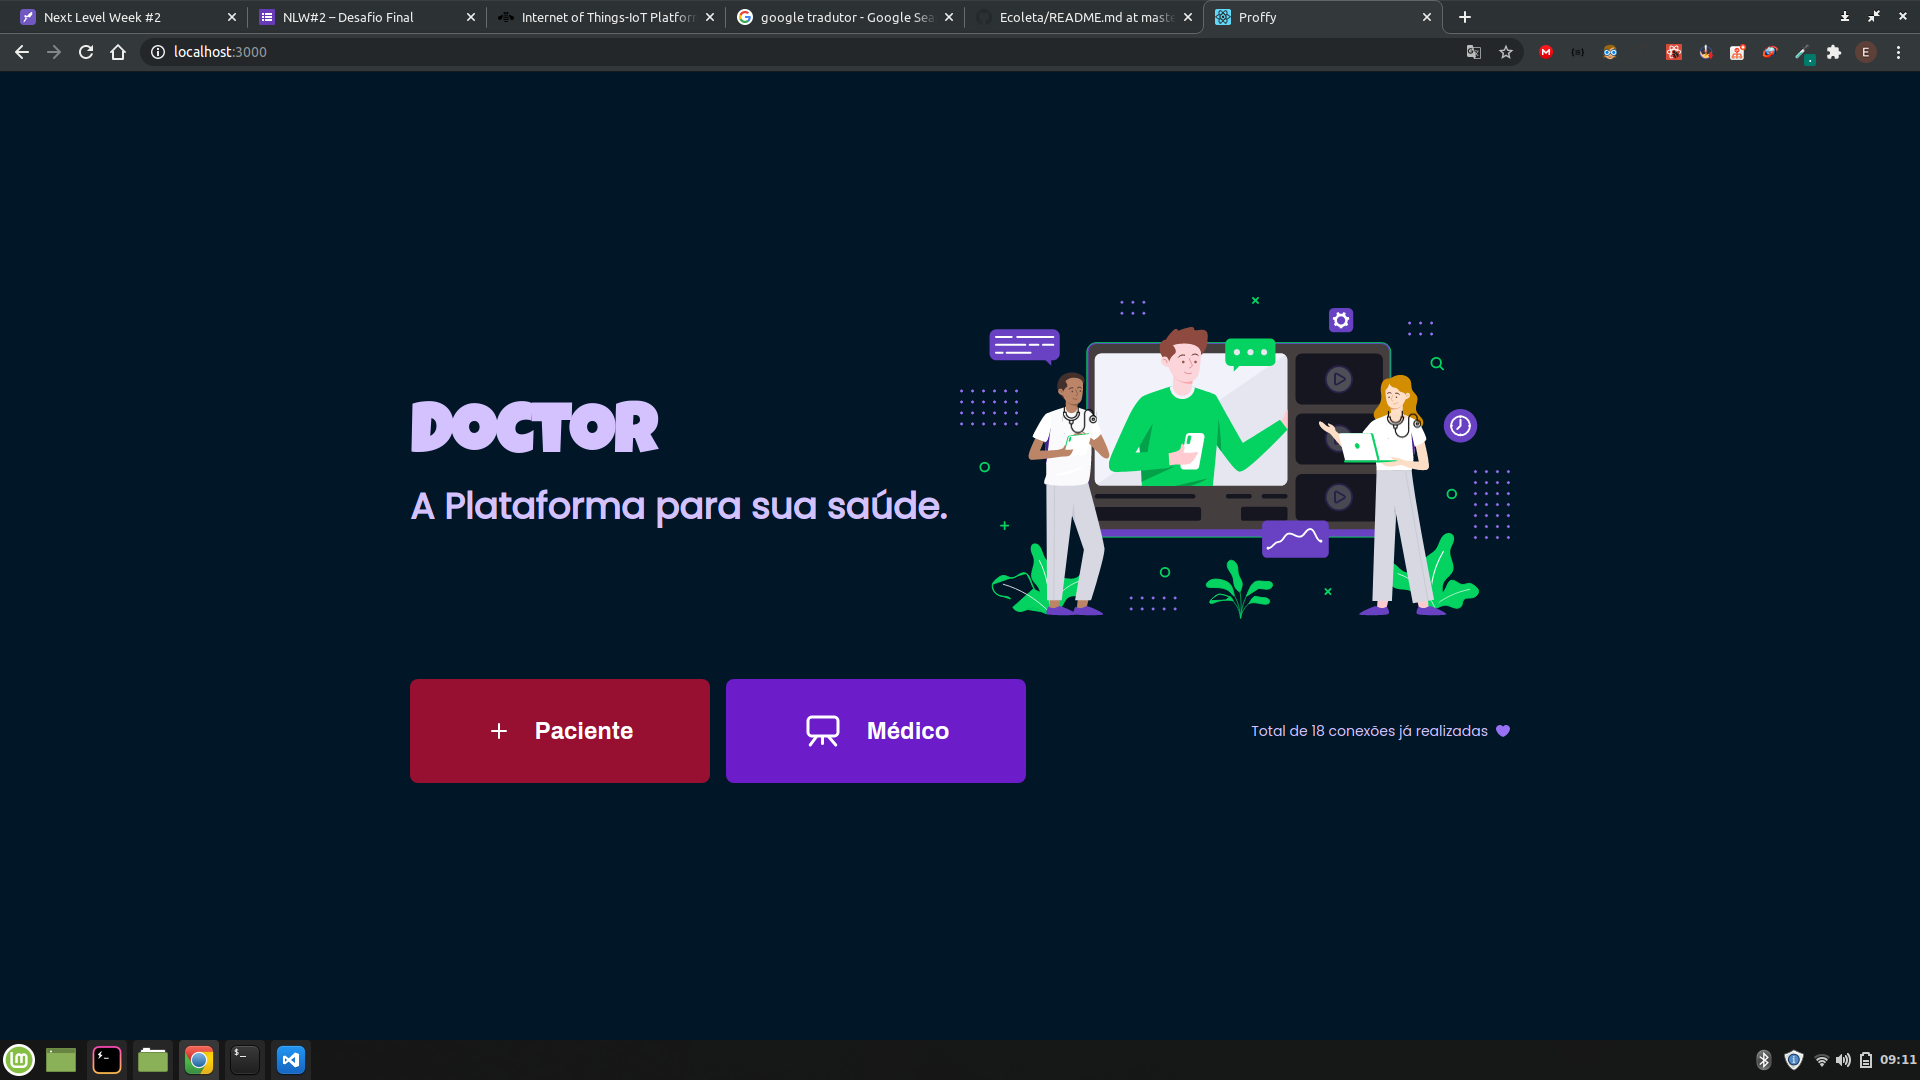 Next Level Week #2
NLW#2 – Desafio Final
Internet of Things-IoT Platfor
google tradutor - Google Sea
Ecoleta/README.md at maste
Proffy
localhost:3000
E
DOCTOR
A Plataforma para sua saúde.
Paciente
Médico
Total de 18 conexões já realizadas
09:11